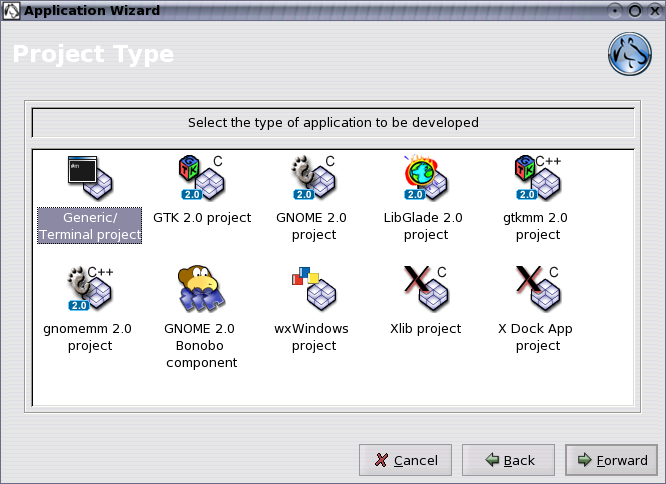 Application Wizard
Project Type
Select the type of application to be developed
#n
2.0 C
2.0 C
2.0
2.0 C++
Generic/
Terminal project
GTK 2.0 project
GNOME 2.0
project
LibGlade 2.0
project
gtkmm 2.0
project
C++
2.0
C
C
gnomemm 2.0
project
GNOME 2.0
Bonobo
component
wxWindows
project
Xlib project
X Dock App
project
Cancel
Back
Forward